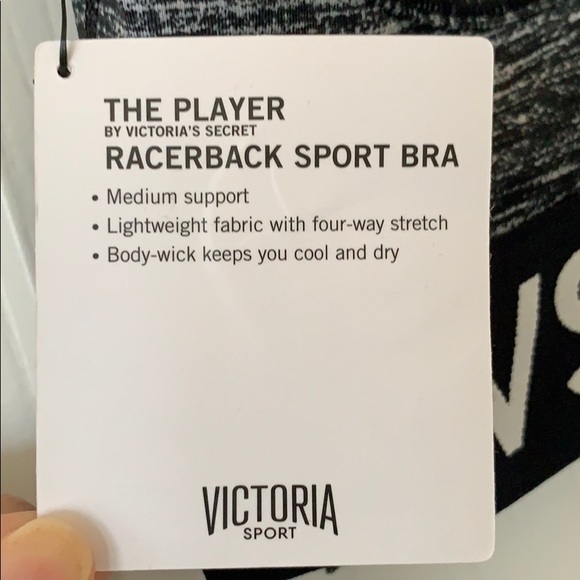 THE PLAYER
BY VICTORIA'S SECRET
RACERBACK SPORT BRA
• Medium support
• Lightweight fabric with four-way stretch
• Body-wick keeps you cool and dry
VS
VICTORIA
SPORT